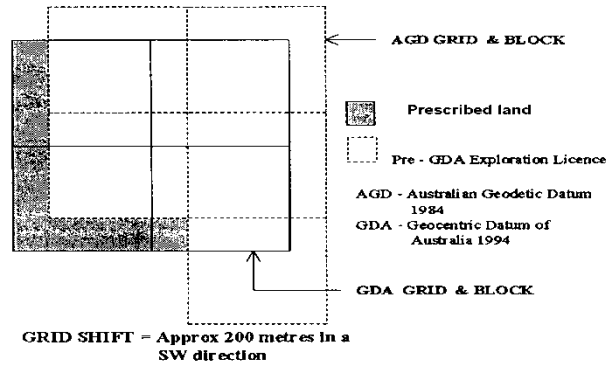 AGD GRID & BLOCK
Prescribed land
Pre - GDA Exploration Licence
AGD - Australian Geodetic Datum
1984
GDA - Geocentric Datum of
Australia 1994
GDA GRID & BLOCK
GRID SHIFT = Approx 200 metres in a
SW direction